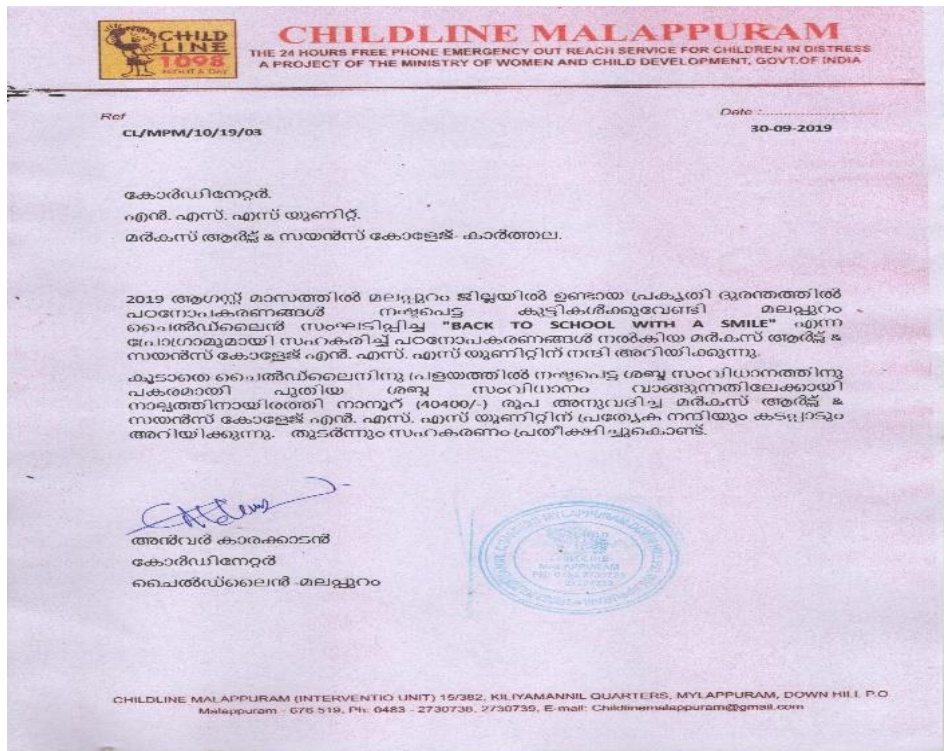 CHILD
LINE
1098
NIGHT & DAY
CHILDLINE MALAPPURAM
THE 24 HOURS FREE PHONE EMERGENCY OUT REACH SERVICE FOR CHILDREN IN DISTRESS
A PROJECT OF THE MINISTRY OF WOMEN AND CHILD DEVELOPMENT, GOVT.OF INDIA
Ref
Date :
CL/MPM/10/19/03
30-09-2019
കോർഡിനേറ്റർ.
എൻ. എസ്. എസ് യൂണിറ്റ്.
മർകസ് ആർട്സ് & സയൻസ് കോളേജ്- കാർത്തല.
2019 ആഗസ്റ്റ് മാസത്തിൽ മലപ്പുറം ജില്ലയിൽ ഉണ്ടായ പ്രകൃതി ദുരന്തത്തിൽ
പഠനോപകരണങ്ങൾ നഷ്ടപെട്ട കുട്ടികൾക്കുവേണ്ടി മലപ്പുറം
ചൈൽഡ്ലൈൻ സംഘടിപ്പിച്ച "BACK TO SCHOOL WITH A SMILE" എന്ന
പ്രോഗ്രാമുമായി സഹകരിച്ച് പഠനോപകരണങ്ങൾ നൽകിയ മർകസ് ആർട്സ് &
സയൻസ് കോളേജ് എൻ. എസ്. എസ് യൂണിറ്റിന് നന്ദി അറിയിക്കുന്നു.
കൂടാതെ ചൈൽഡ്ലൈനിനു പ്രളയത്തിൽ നഷ്ടപെട്ട ശബ്ദ സംവിധാനത്തിനു
പകരമായി പുതിയ ശബ്ദ സംവിധാനം വാങ്ങുന്നതിലേക്കായി
നാല്പത്തിനായിരത്തി നാനൂറ് (40400/-) രൂപ അനുവദിച്ച മർകസ് ആർട്സ് &
സയൻസ് കോളേജ് എൻ. എസ്. എസ് യൂണിറ്റിന് പ്രത്യേക നന്ദിയും കടപ്പാടും
അറിയിക്കുന്നു. തുടർന്നും സഹകരണം പ്രതീക്ഷിച്ചുകൊണ്ട്.
അൻവർ കാരക്കാടൻ
കോർഡിനേറ്റർ
ചൈൽഡ്ലൈൻ -മലപ്പുറം
CHILDLINE MALAPPURAM (INTERVENTIO UNIT) 15/382, KILIYAMANNIL QUARTERS, MYLAPPURAM, DOWN HILL P.O
Malappuram - 676 519, Ph: 0483 - 2730738, 2730739, E-mail: Childlinemalappuram@gmail.com